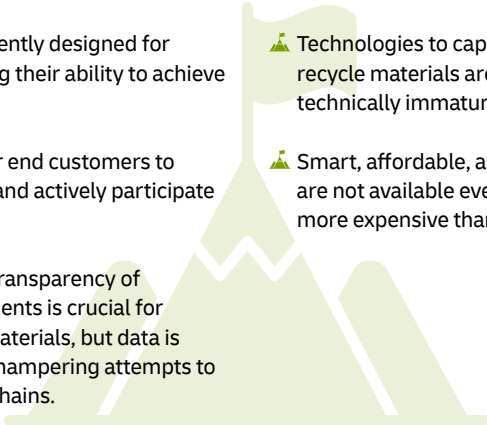 ently designed for
g their ability to achieve
r end customers to
and actively participate
ransparency of
ents is crucial for
aterials, but data is
hampering attempts to
hains.
Technologies to cap
recycle materials are
technically immatur
Smart, affordable, a
are not available eve
more expensive than